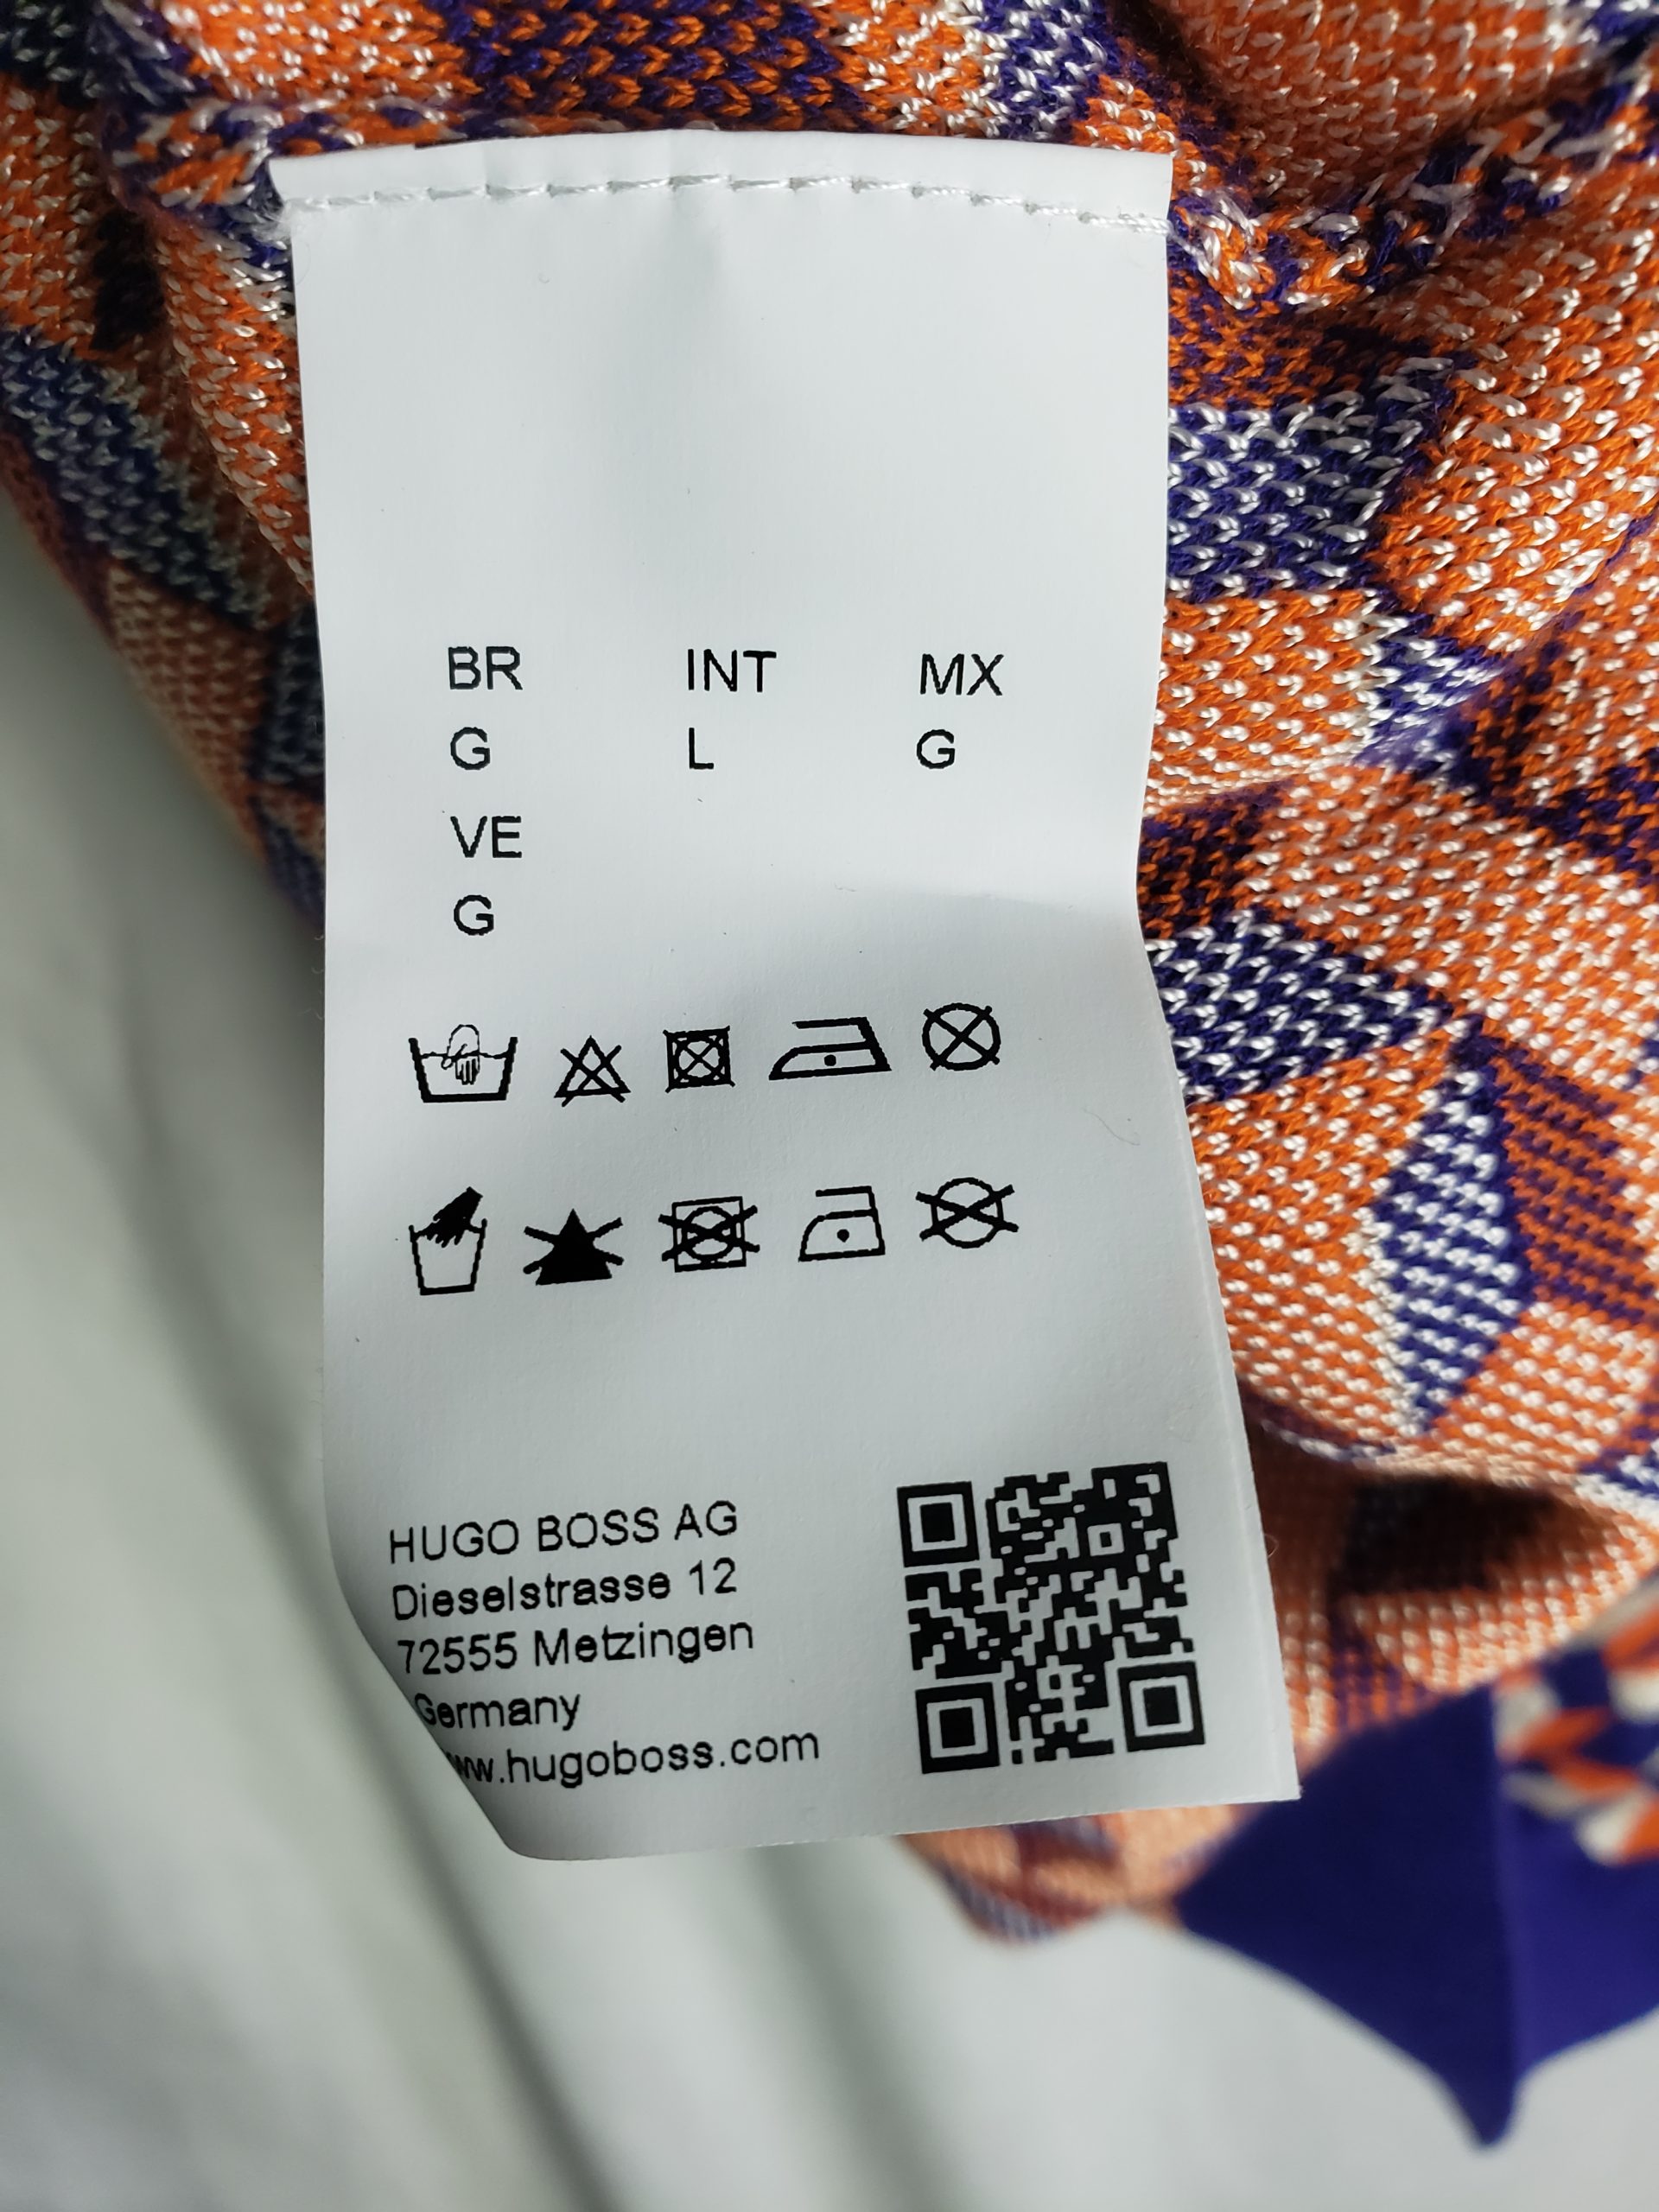 BR INT MX
G L G
VE
G
HUGO BOSS AG
Dieselstrasse 12
72555 Metzingen
Germany
www.hugoboss.com